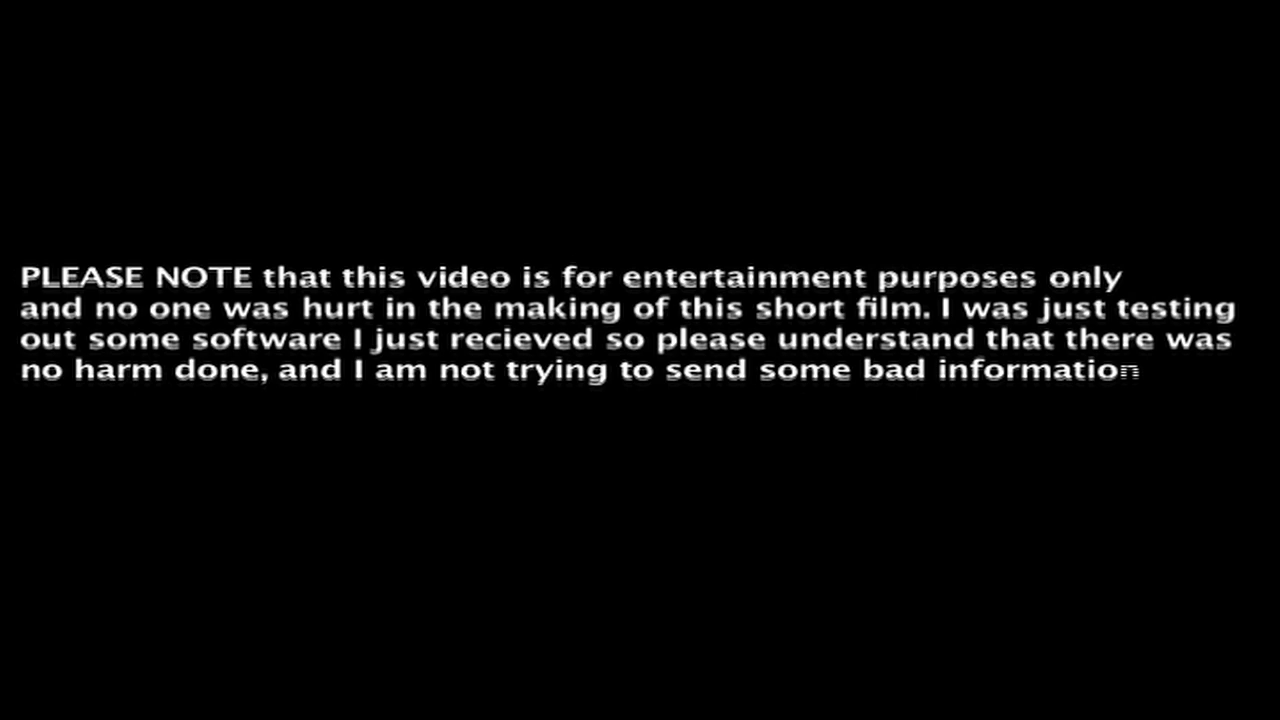 PLEASE NOTE that this video is for entertainment purposes only
and no one was hurt in the making of this short film. I was just testing
out some software I just recieved so please understand that there was
no harm done, and I am not trying to send some bad information